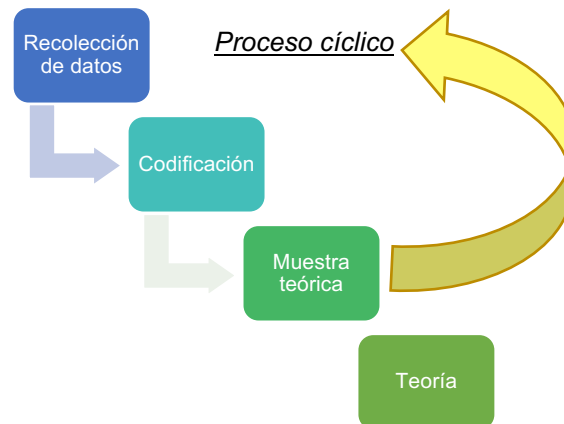 Recolección
de datos
Proceso cíclico
Codificación
Muestra
teórica
Teoría